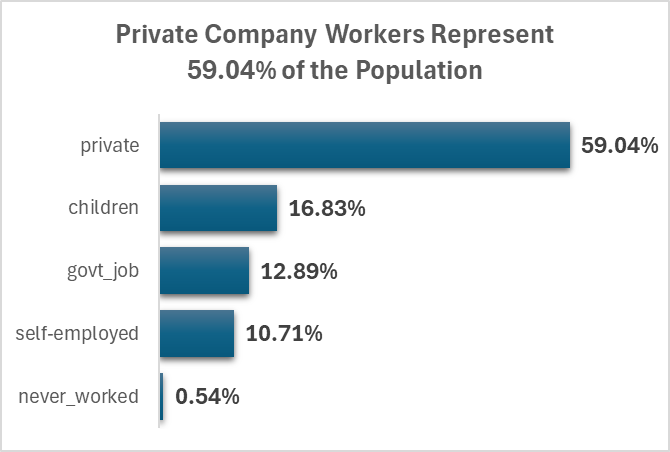 Private Company Workers Represent
59.04% of the Population
private 59.04%
children 16.83%
govt_job 12.89%
self-employed 10.71%
never_worked 0.54%